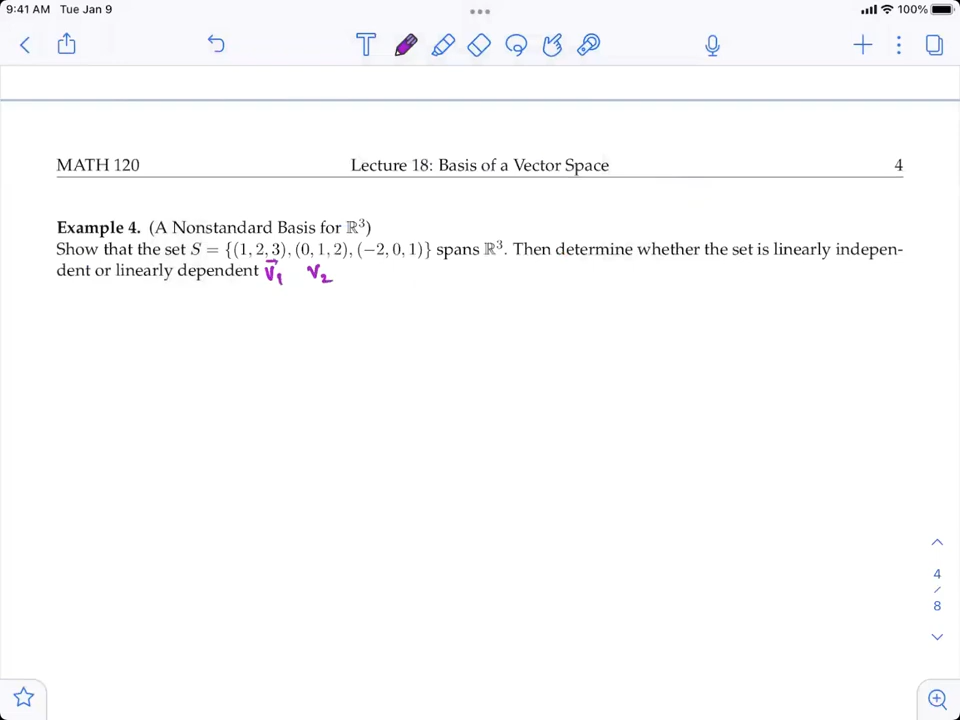 9:41 AM Tue Jan 9 100%
MATH 120 Lecture 18: Basis of a Vector Space 4
Example 4. (A Nonstandard Basis for ℝ³)
Show that the set S = {(1, 2, 3), (0, 1, 2), (−2, 0, 1)} spans ℝ³. Then determine whether the set is linearly indepen-
dent or linearly dependent v⃗₁ v₂
4
/
8